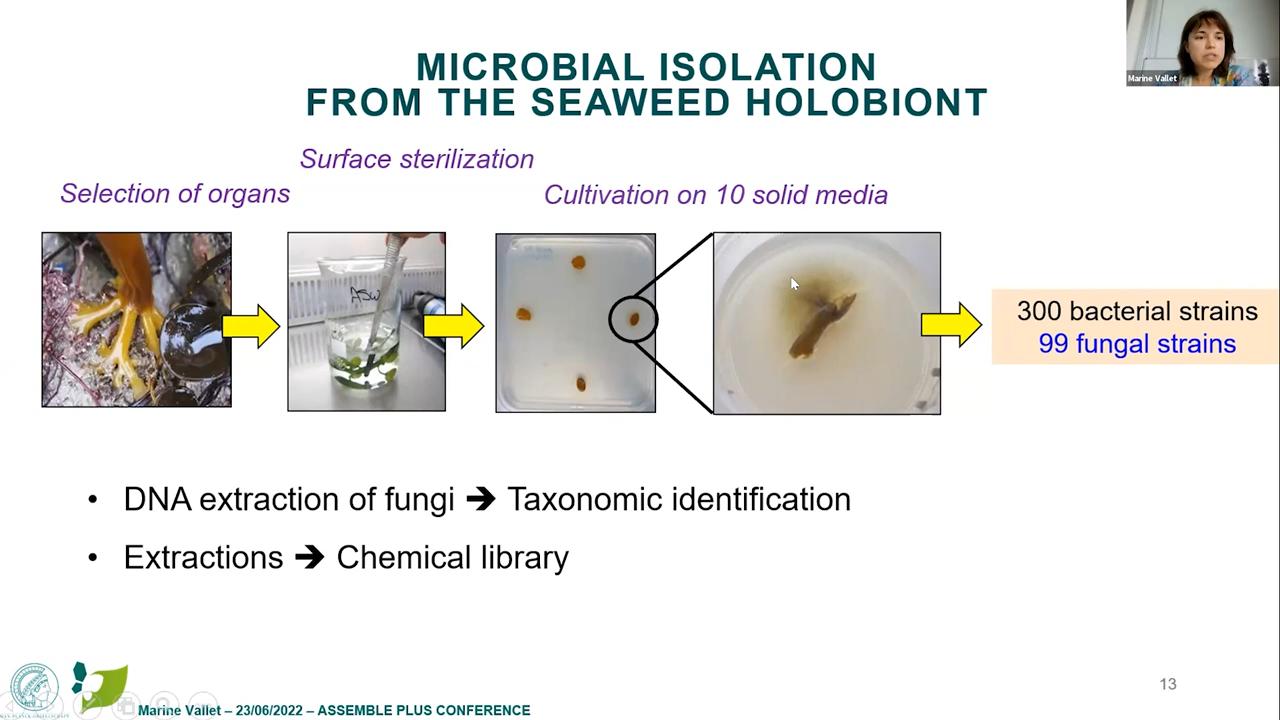 MICROBIAL ISOLATION
FROM THE SEAWEED HOLOBIONT
Marine Vallet
Surface sterilization
Selection of organs
Cultivation on 10 solid media
ASW
300 bacterial strains
99 fungal strains
• DNA extraction of fungi ➔ Taxonomic identification
• Extractions ➔ Chemical library
13
Marine Vallet – 23/06/2022 – ASSEMBLE PLUS CONFERENCE